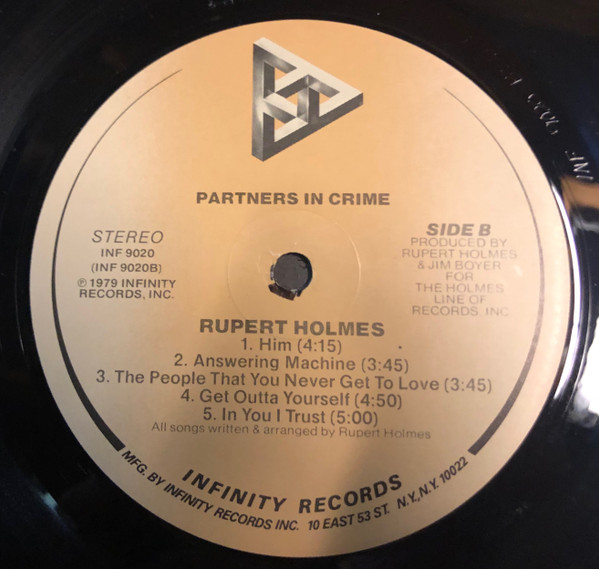 PARTNERS IN CRIME
STEREO
INF 9020
(INF 9020B)
℗ 1979 INFINITY
RECORDS, INC.
SIDE B
PRODUCED BY
RUPERT HOLMES
& JIM BOYER
FOR
THE HOLMES
LINE OF
RECORDS, INC.
RUPERT HOLMES
1. Him (4:15)
2. Answering Machine (3:45)
3. The People That You Never Get To Love (3:45)
4. Get Outta Yourself (4:50)
5. In You I Trust (5:00)
All songs written & arranged by Rupert Holmes
INFINITY RECORDS
MFG. BY INFINITY RECORDS INC. 10 EAST 53 ST. N.Y., N.Y. 10022
INF